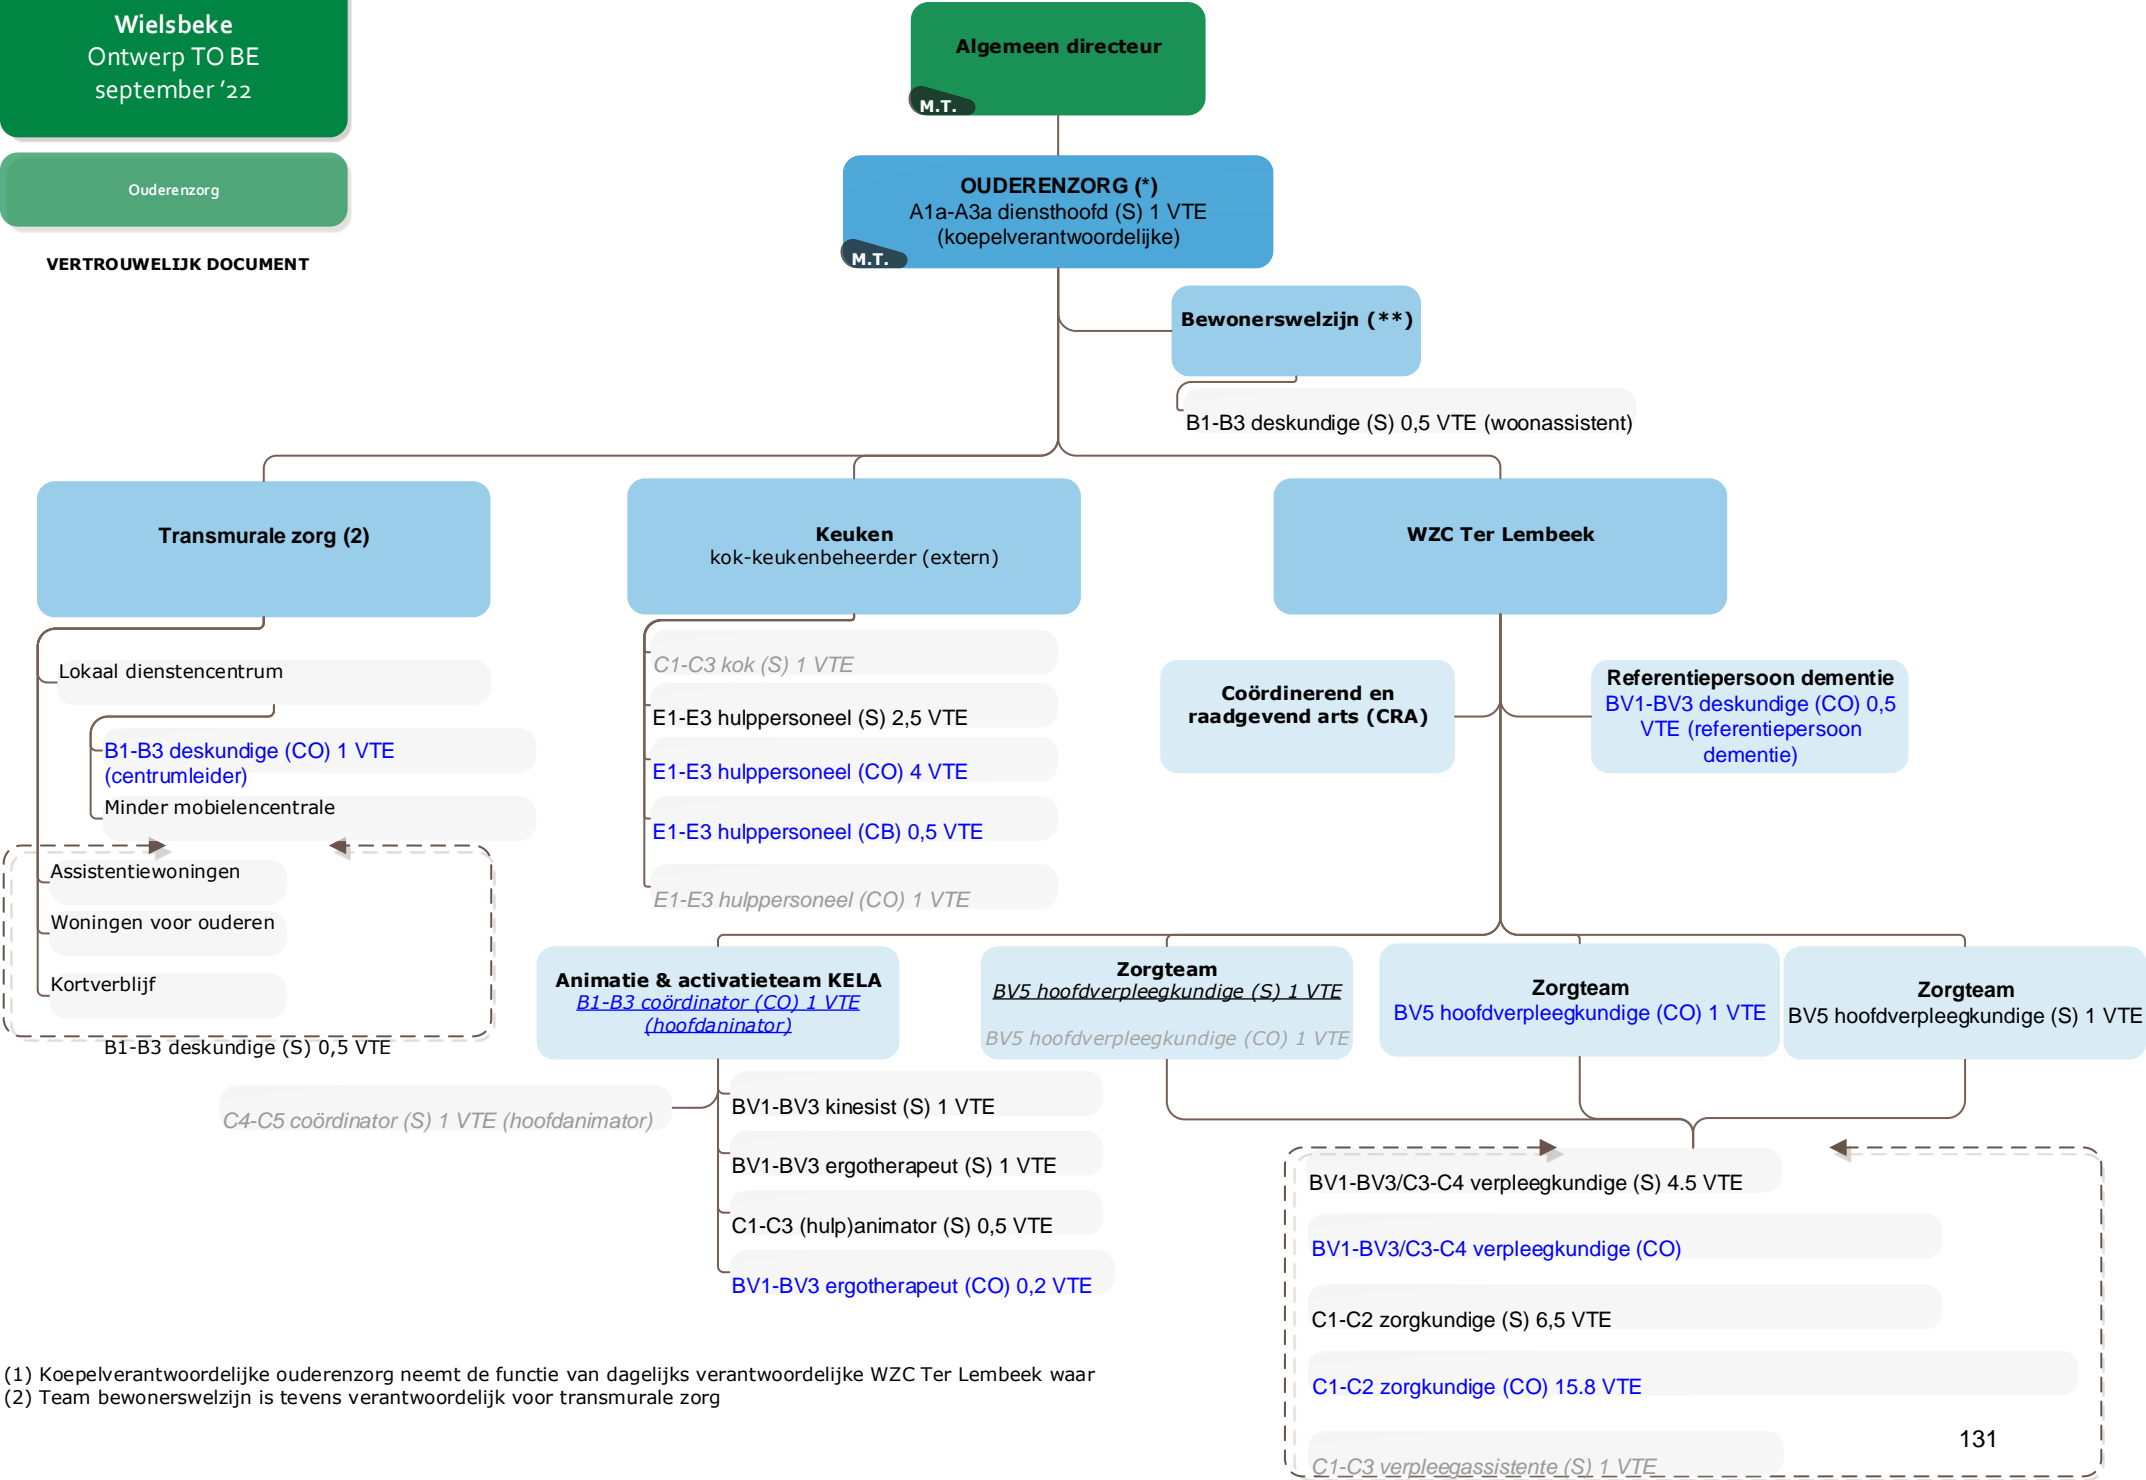 Wielsbeke
Ontwerp TO BE
september '22
Ouderenzorg
VERTROUWELIJK DOCUMENT
Algemeen directeur
M.T.
OUDERENZORG (*)
A1a-A3a diensthoofd (S) 1 VTE
(koepelverantwoordelijke)
M.T.
Bewonerswelzijn (**)
B1-B3 deskundige (S) 0,5 VTE (woonassistent)
Transmurale zorg (2)
Lokaal dienstencentrum
B1-B3 deskundige (CO) 1 VTE
(centrumleider)
Minder mobielencentrale
Assistentiewoningen
Woningen voor ouderen
Kortverblijf
B1-B3 deskundige (S) 0,5 VTE
Keuken
kok-keukenbeheerder (extern)
C1-C3 kok (S) 1 VTE
E1-E3 hulppersoneel (S) 2,5 VTE
E1-E3 hulppersoneel (CO) 4 VTE
E1-E3 hulppersoneel (CB) 0,5 VTE
E1-E3 hulppersoneel (CO) 1 VTE
WZC Ter Lembeek
Coördinerend en
raadgevend arts (CRA)
Referentiepersoon dementie
BV1-BV3 deskundige (CO) 0,5
VTE (referentiepersoon
dementie)
Animatie & activatieteam KELA
B1-B3 coördinator (CO) 1 VTE
(hoofdaninator)
C4-C5 coördinator (S) 1 VTE (hoofdanimator)
BV1-BV3 kinesist (S) 1 VTE
BV1-BV3 ergotherapeut (S) 1 VTE
C1-C3 (hulp)animator (S) 0,5 VTE
BV1-BV3 ergotherapeut (CO) 0,2 VTE
Zorgteam
BV5 hoofdverpleegkundige (S) 1 VTE
BV5 hoofdverpleegkundige (CO) 1 VTE
Zorgteam
BV5 hoofdverpleegkundige (CO) 1 VTE
Zorgteam
BV5 hoofdverpleegkundige (S) 1 VTE
BV1-BV3/C3-C4 verpleegkundige (S) 4.5 VTE
BV1-BV3/C3-C4 verpleegkundige (CO)
C1-C2 zorgkundige (S) 6,5 VTE
C1-C2 zorgkundige (CO) 15.8 VTE
C1-C3 verpleegassistente (S) 1 VTE
(1) Koepelverantwoordelijke ouderenzorg neemt de functie van dagelijks verantwoordelijke WZC Ter Lembeek waar
(2) Team bewonerswelzijn is tevens verantwoordelijk voor transmurale zorg
131